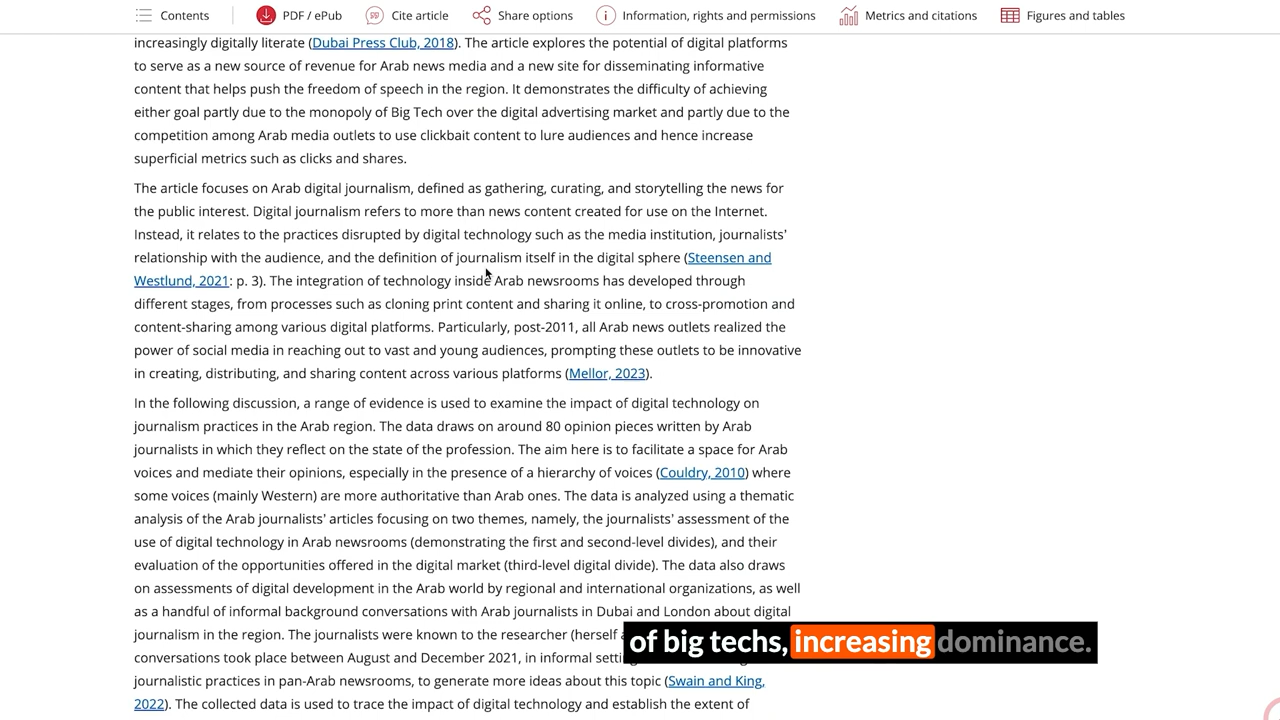 Contents
PDF / ePub
Cite article
Share options
Information, rights and permissions
Metrics and citations
Figures and tables
increasingly digitally literate (Dubai Press Club, 2018). The article explores the potential of digital platforms
to serve as a new source of revenue for Arab news media and a new site for disseminating informative
content that helps push the freedom of speech in the region. It demonstrates the difficulty of achieving
either goal partly due to the monopoly of Big Tech over the digital advertising market and partly due to the
competition among Arab media outlets to use clickbait content to lure audiences and hence increase
superficial metrics such as clicks and shares.
The article focuses on Arab digital journalism, defined as gathering, curating, and storytelling the news for
the public interest. Digital journalism refers to more than news content created for use on the Internet.
Instead, it relates to the practices disrupted by digital technology such as the media institution, journalists’
relationship with the audience, and the definition of journalism itself in the digital sphere (Steensen and
Westlund, 2021: p. 3). The integration of technology inside Arab newsrooms has developed through
different stages, from processes such as cloning print content and sharing it online, to cross-promotion and
content-sharing among various digital platforms. Particularly, post-2011, all Arab news outlets realized the
power of social media in reaching out to vast and young audiences, prompting these outlets to be innovative
in creating, distributing, and sharing content across various platforms (Mellor, 2023).
In the following discussion, a range of evidence is used to examine the impact of digital technology on
journalism practices in the Arab region. The data draws on around 80 opinion pieces written by Arab
journalists in which they reflect on the state of the profession. The aim here is to facilitate a space for Arab
voices and mediate their opinions, especially in the presence of a hierarchy of voices (Couldry, 2010) where
some voices (mainly Western) are more authoritative than Arab ones. The data is analyzed using a thematic
analysis of the Arab journalists’ articles focusing on two themes, namely, the journalists’ assessment of the
use of digital technology in Arab newsrooms (demonstrating the first and second-level divides), and their
evaluation of the opportunities offered in the digital market (third-level digital divide). The data also draws
on assessments of digital development in the Arab world by regional and international organizations, as well
as a handful of informal background conversations with Arab journalists in Dubai and London about digital
journalism in the region. The journalists were known to the researcher (herself
conversations took place between August and December 2021, in informal
journalistic practices in pan-Arab newsrooms, to generate more ideas about this topic (Swain and King,
2022). The collected data is used to trace the impact of digital technology and establish the extent of
of big techs, increasing dominance.